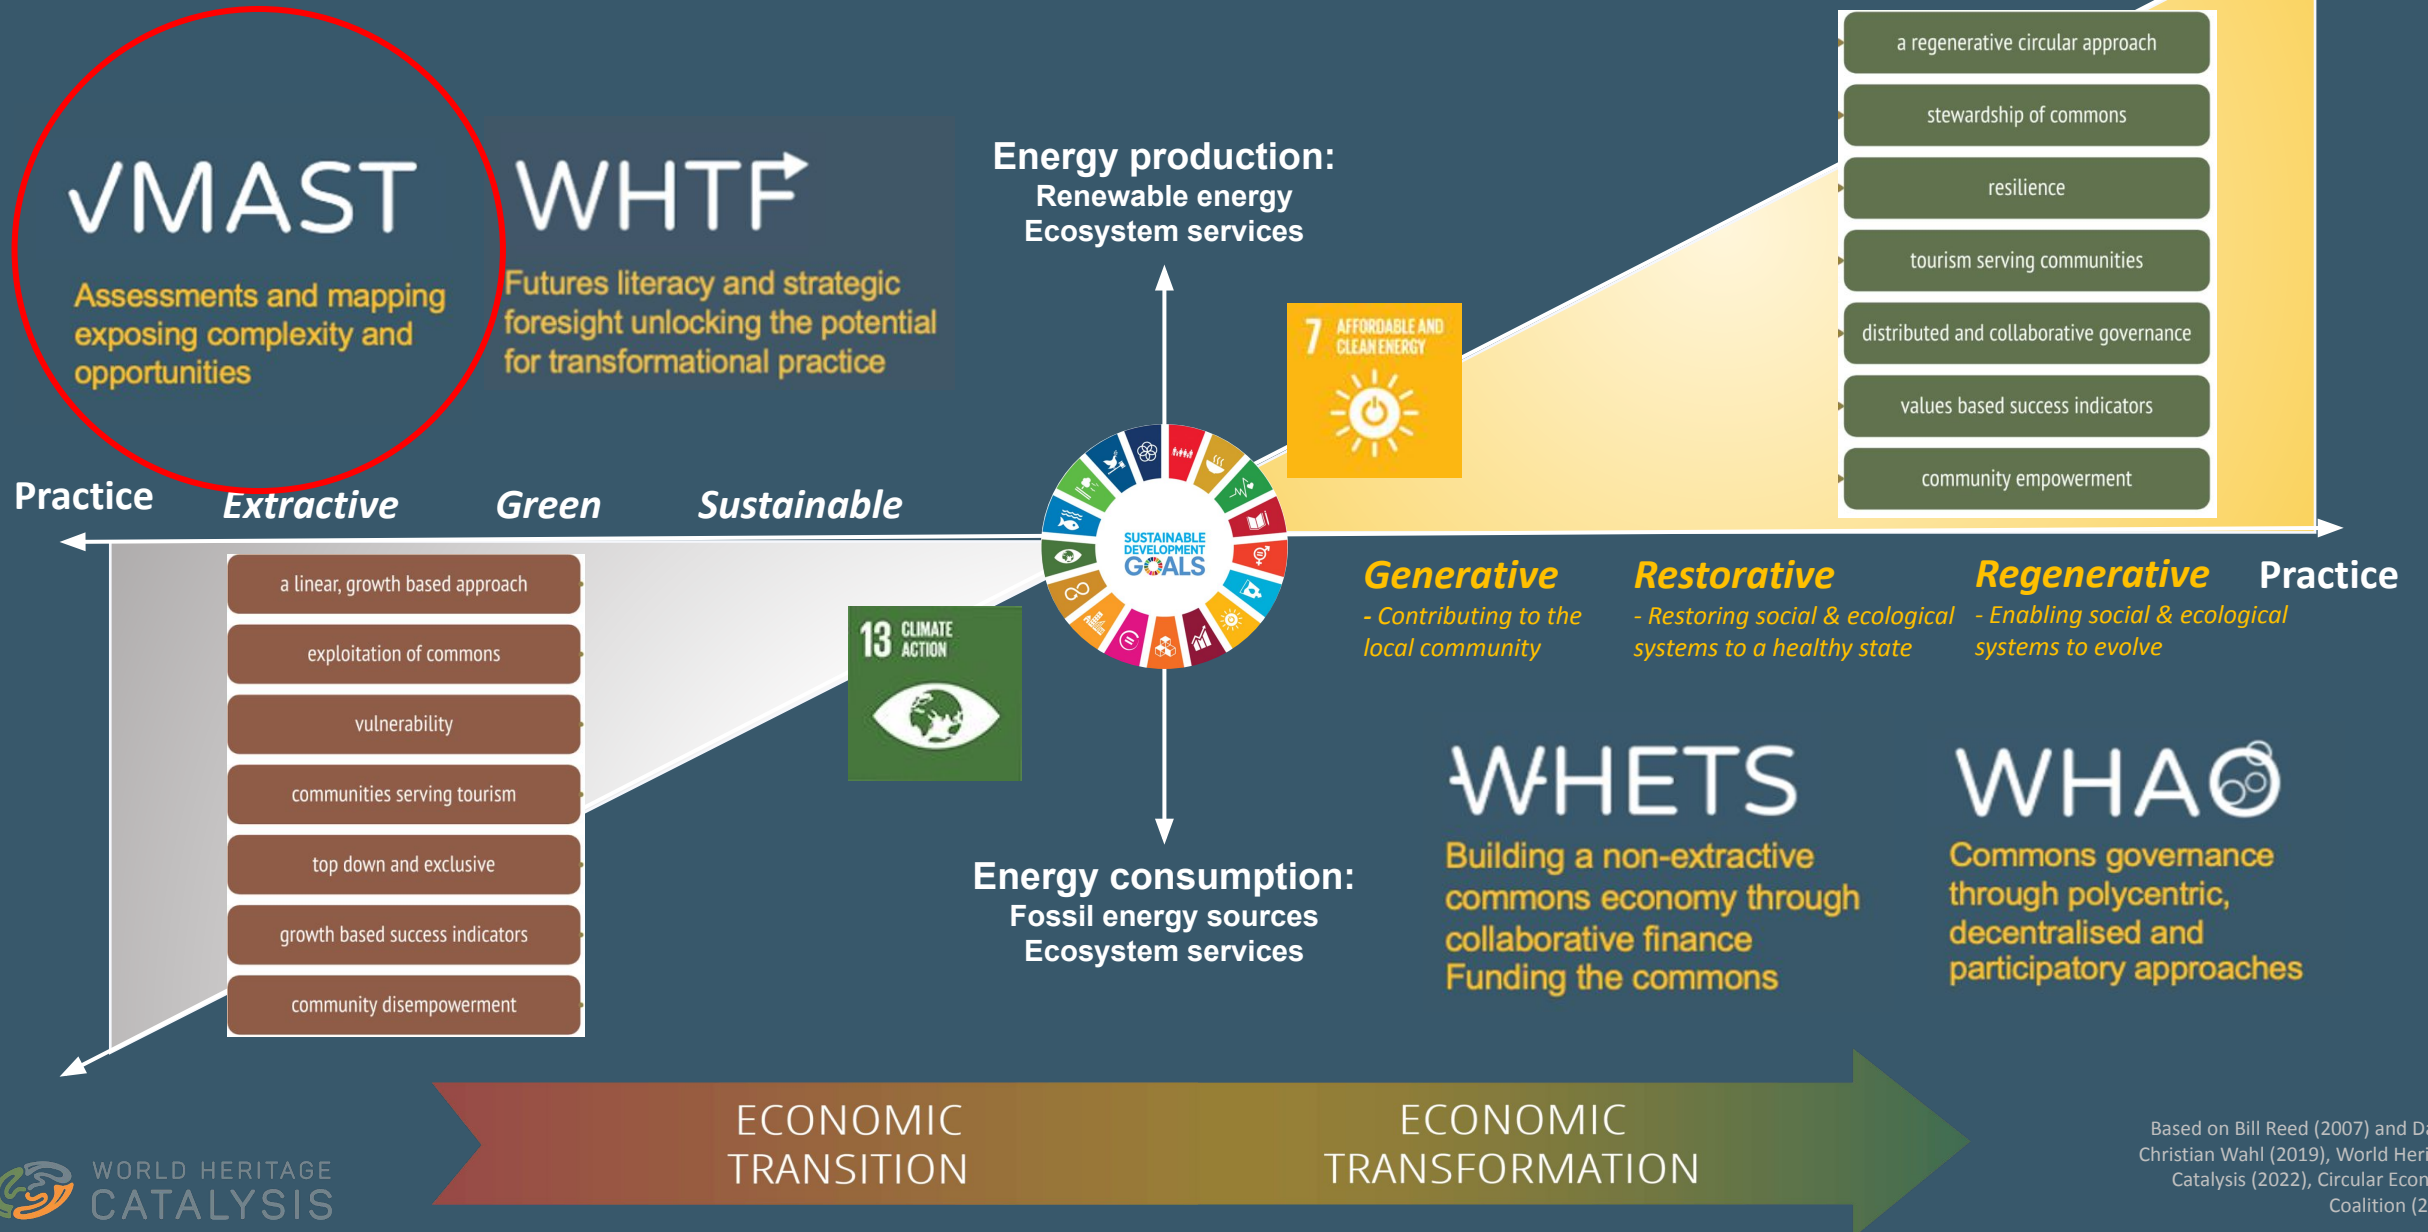 √MAST
Assessments and mapping
exposing complexity and
opportunities
WHTF
Futures literacy and strategic
foresight unlocking the potential
for transformational practice
Energy production:
Renewable energy
Ecosystem services
7 AFFORDABLE AND
CLEAN ENERGY
a regenerative circular approach
stewardship of commons
resilience
tourism serving communities
distributed and collaborative governance
values based success indicators
community empowerment
Practice
Extractive
Green
Sustainable
SUSTAINABLE
DEVELOPMENT
GOALS
Generative
- Contributing to the
local community
Restorative
- Restoring social & ecological
systems to a healthy state
Regenerative
- Enabling social & ecological
systems to evolve
Practice
a linear, growth based approach
exploitation of commons
vulnerability
communities serving tourism
top down and exclusive
growth based success indicators
community disempowerment
13 CLIMATE
ACTION
Energy consumption:
Fossil energy sources
Ecosystem services
WHETS
Building a non-extractive
commons economy through
collaborative finance
Funding the commons
WHAO
Commons governance
through polycentric,
decentralised and
participatory approaches
ECONOMIC
TRANSITION
ECONOMIC
TRANSFORMATION
WORLD HERITAGE
CATALYSIS
Based on Bill Reed (2007) and
Christian Wahl (2019), World
Catalysis (2022), Circular
Coalition